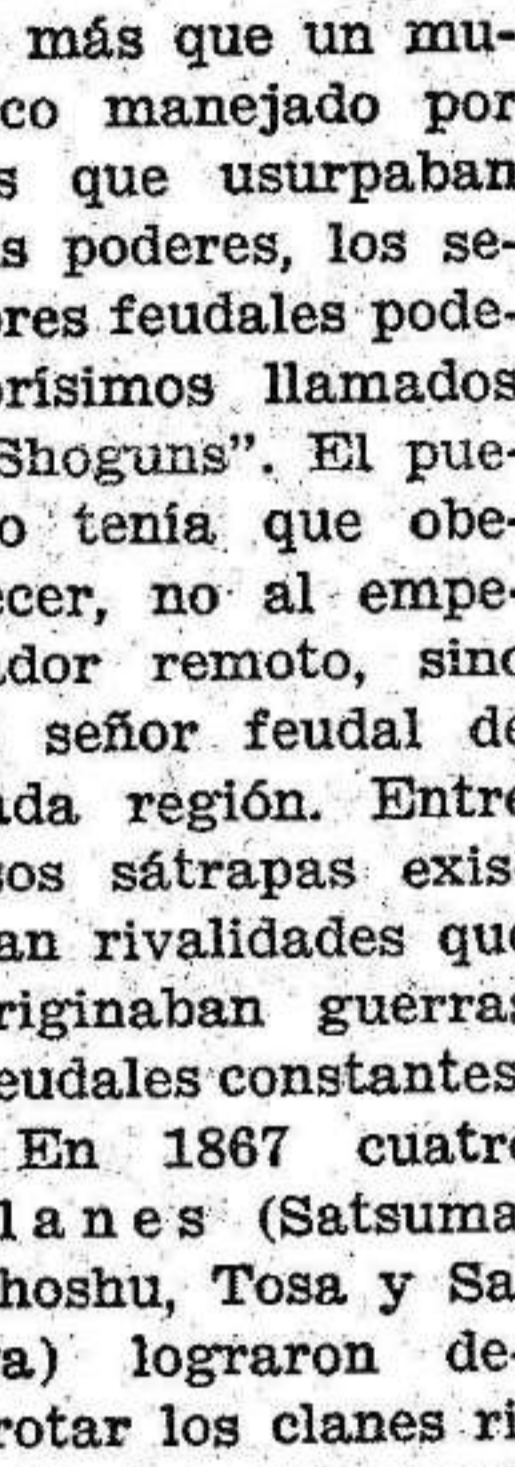 más que un mu-
co manejado por
s que usurpaban
s poderes, los se-
ores feudales pode-
rísimos llamados
Shoguns". El pue-
o tenía que obe-
ecer, no al empe-
ador remoto, sino
señor feudal de
ada región. Entre
sos sátrapas exis-
an rivalidades que
riginaban guerras
eudales constantes
En 1867 cuatro
lanes (Satsuma
hoshu, Tosa y Sa
a) lograron de-
rotar los clanes ri